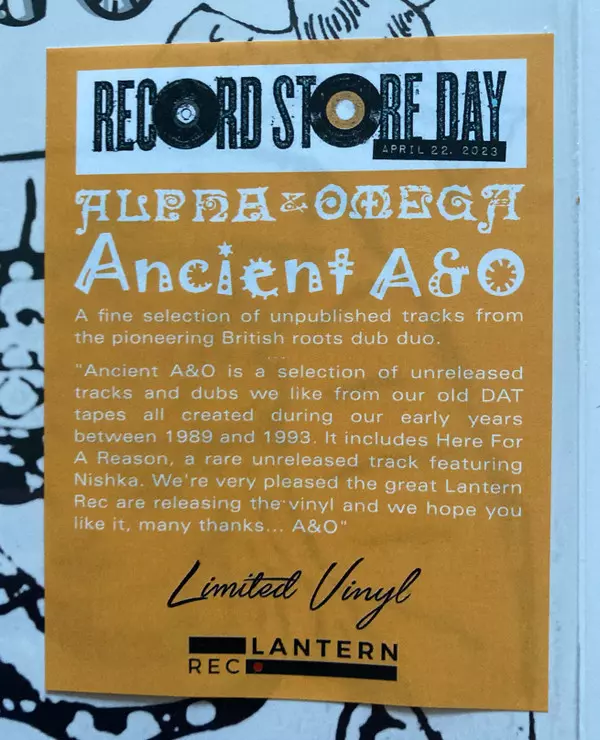 RECORD STORE DAY
APRIL 22, 2023
ALPHA & OMEGA
Ancient A&O
A fine selection of unpublished tracks from
the pioneering British roots dub duo.
"Ancient A&O is a selection of unreleased
tracks and dubs we like from our old DAT
tapes all created during our early years
between 1989 and 1993. It includes Here For
A Reason, a rare unreleased track featuring
Nishka. We're very pleased the great Lantern
Rec are releasing the vinyl and we hope you
like it, many thanks... A&O"
Limited Vinyl
LANTERN
REC